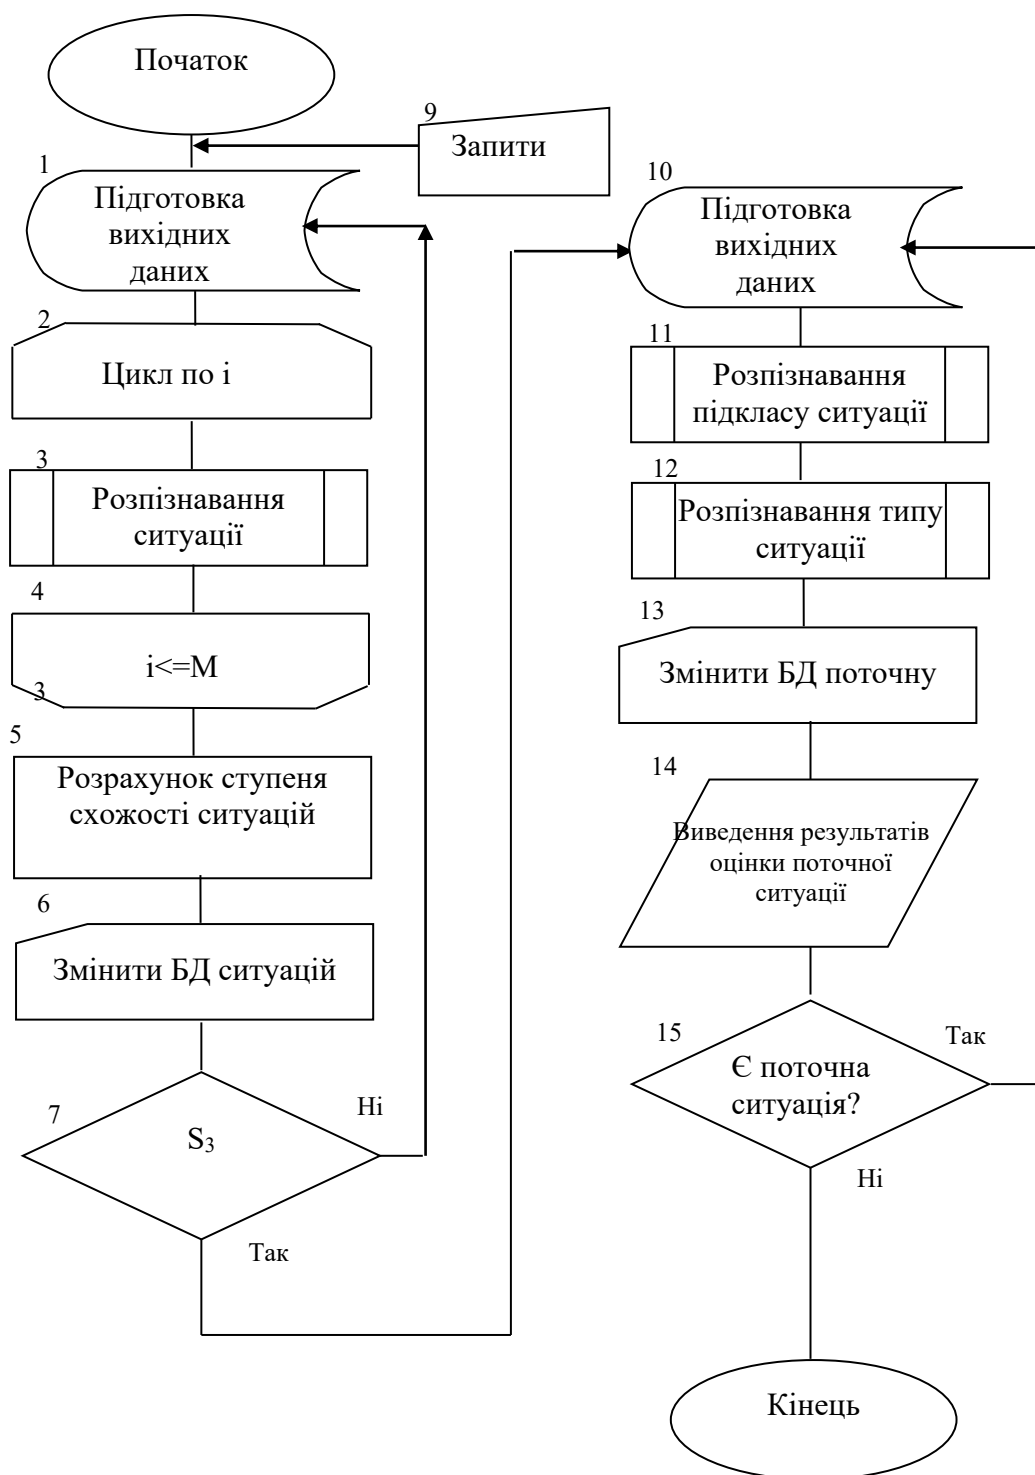 Початок
9
Запити
1
Підготовка
вихідних
даних
2
Цикл по і
3
Розпізнавання
ситуації
4
i<=M
3
5
Розрахунок ступеня
схожості ситуацій
6
Змінити БД ситуацій
7
S₃
Ні
Так
10
Підготовка
вихідних
даних
11
Розпізнавання
підкласу ситуації
12
Розпізнавання типу
ситуації
13
Змінити БД поточну
14
Виведення результатів
оцінки поточної
ситуації
15
Є поточна
ситуація?
Так
Ні
Кінець